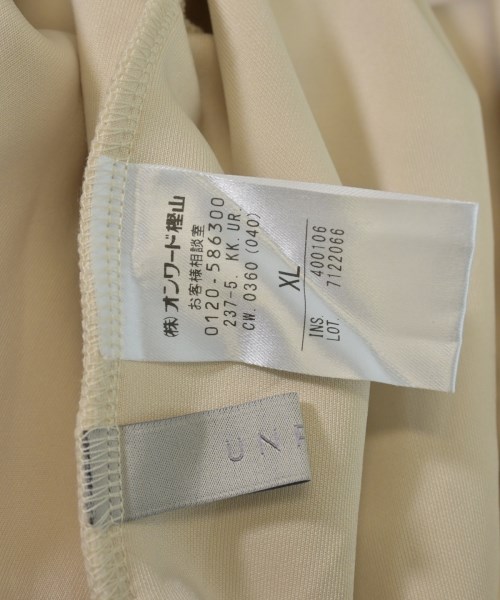 (株)オンワード樫山
お客様相談室
0120-586300
237-5. KK. UR.
CW. 0360 (040)
XL
INS. 400106
LOT. 7122066